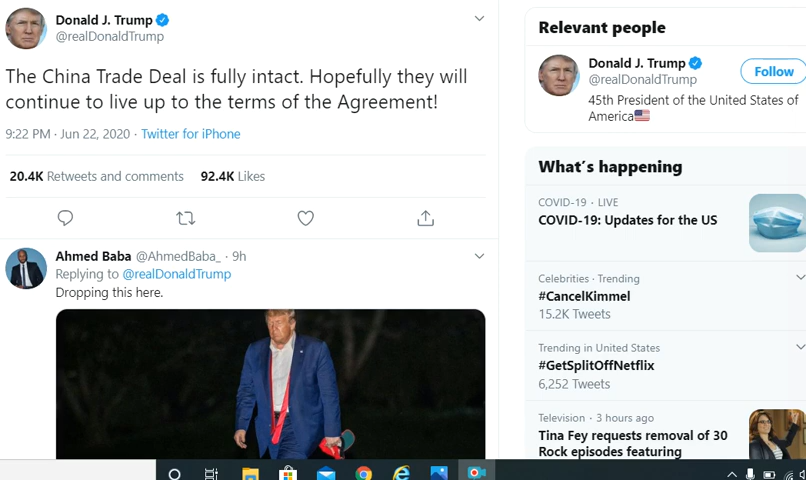 Donald J. Trump
@realDonaldTrump
The China Trade Deal is fully intact. Hopefully they will
continue to live up to the terms of the Agreement!
9:22 PM · Jun 22, 2020 · Twitter for iPhone
20.4K Retweets and comments 92.4K Likes
Ahmed Baba @AhmedBaba_ · 9h
Replying to @realDonaldTrump
Dropping this here.
Relevant people
Donald J. Trump
@realDonaldTrump
Follow
45th President of the United States of
America🇺🇸
What's happening
COVID-19 · LIVE
COVID-19: Updates for the US
Celebrities · Trending
#CancelKimmel
15.2K Tweets
Trending in United States
#GetSplitOffNetflix
6,252 Tweets
Television · 3 hours ago
Tina Fey requests removal of 30
Rock episodes featuring